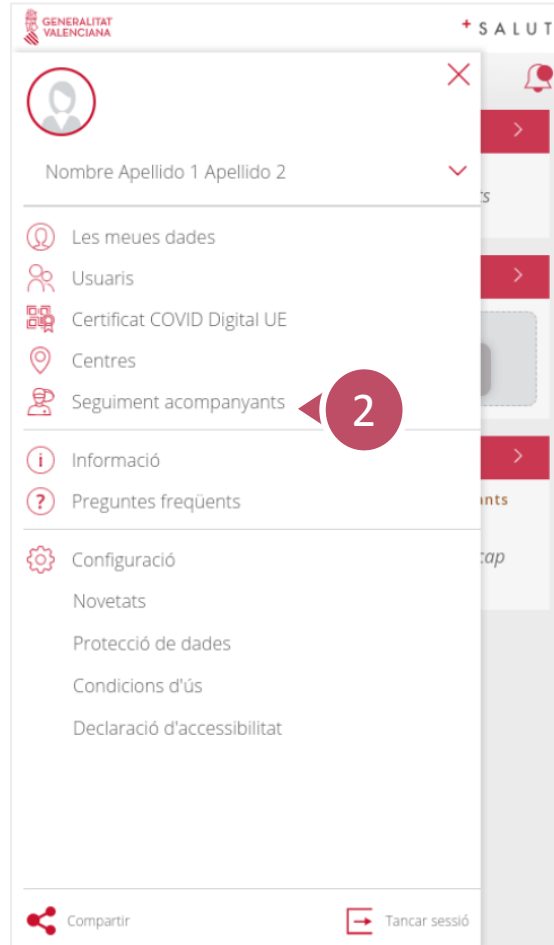 GENERALITAT
VALENCIANA
+ SALUT
Nombre Apellido 1 Apellido 2
Les meues dades
Usuaris
Certificat COVID Digital UE
Centres
Seguiment acompanyants
2
i Informació
? Preguntes freqüents
Configuració
Novetats
Protecció de dades
Condicions d'ús
Declaració d'accessibilitat
Compartir
Tancar sessió